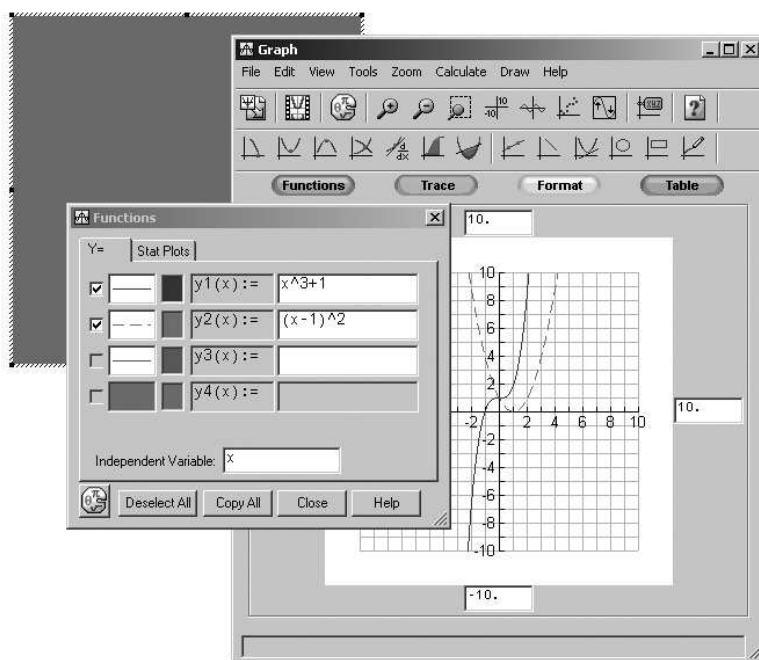 Graph
File Edit View Tools Zoom Calculate Draw Help
Functions Trace Format Table
10.
Functions
Y= Stat Plots
y1(x):= x^3+1
y2(x):= (x-1)^2
y3(x):=
y4(x):=
Independent Variable: x
Deselect All Copy All Close Help
10
8
6
4
2
-2 2 4 6 8 10
-2
-4
-6
-8
-10
10.
-10.